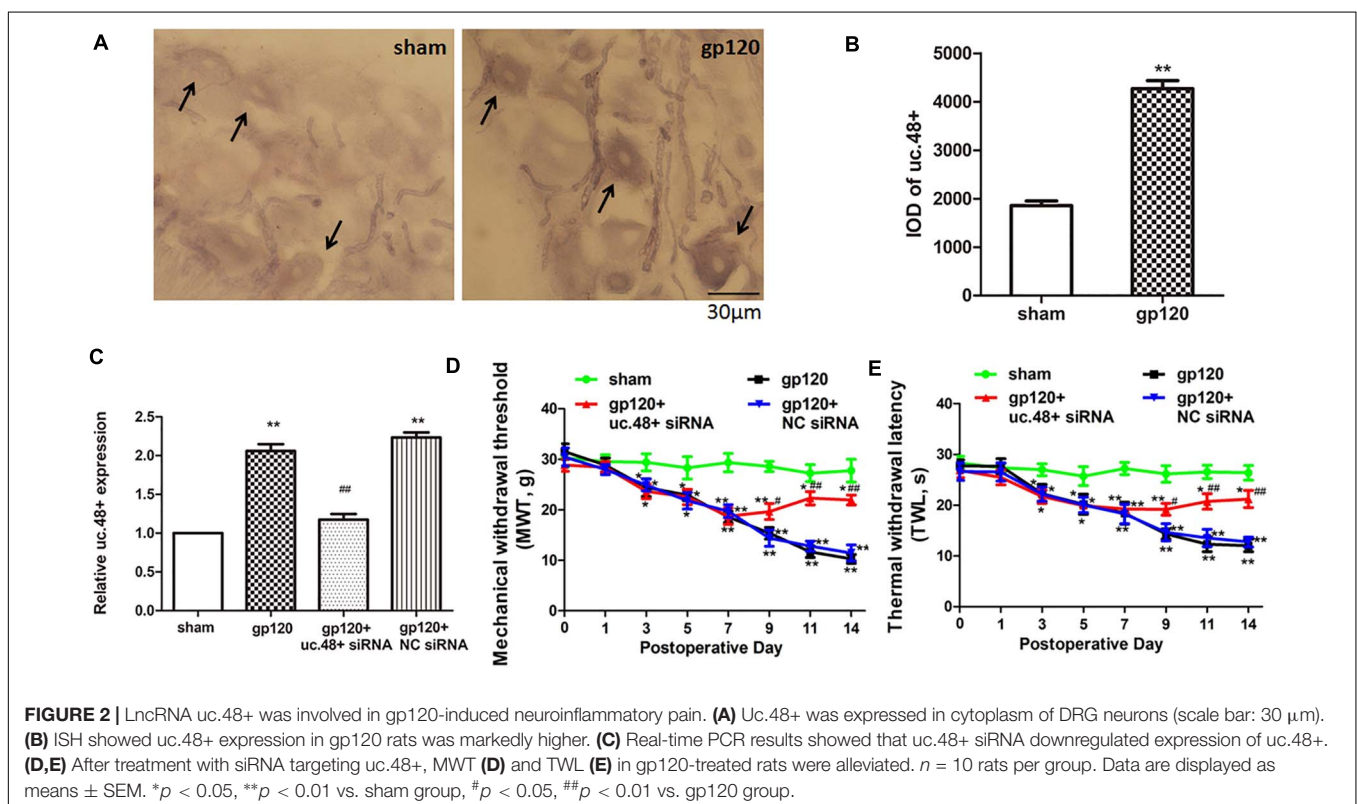 A
sham
gp120
30µm
B
IOD of uc.48+
5000
4000
3000
2000
1000
0
**
sham
gp120
C
Relative uc.48+ expression
2.5
2.0
1.5
1.0
0.5
0.0
**
##
**
sham
gp120
gp120+
uc.48+ siRNA
gp120+
NC siRNA
D
sham
gp120
gp120+
uc.48+ siRNA
gp120+
NC siRNA
Mechanical withdrawal threshold
(MWT, g)
40
30
20
10
0
0 1 3 5 7 9 11 14
Postoperative Day
E
sham
gp120
gp120+
uc.48+ siRNA
gp120+
NC siRNA
Thermal withdrawal latency
(TWL, s)
40
30
20
10
0
0 1 3 5 7 9 11 14
Postoperative Day
FIGURE 2 | LncRNA uc.48+ was involved in gp120-induced neuroinflammatory pain. (A) Uc.48+ was expressed in cytoplasm of DRG neurons (scale bar: 30 µm).
(B) ISH showed uc.48+ expression in gp120 rats was markedly higher. (C) Real-time PCR results showed that uc.48+ siRNA downregulated expression of uc.48+.
(D,E) After treatment with siRNA targeting uc.48+, MWT (D) and TWL (E) in gp120-treated rats were alleviated. n = 10 rats per group. Data are displayed as
means ± SEM. *p < 0.05, **p < 0.01 vs. sham group, #p < 0.05, ##p < 0.01 vs. gp120 group.